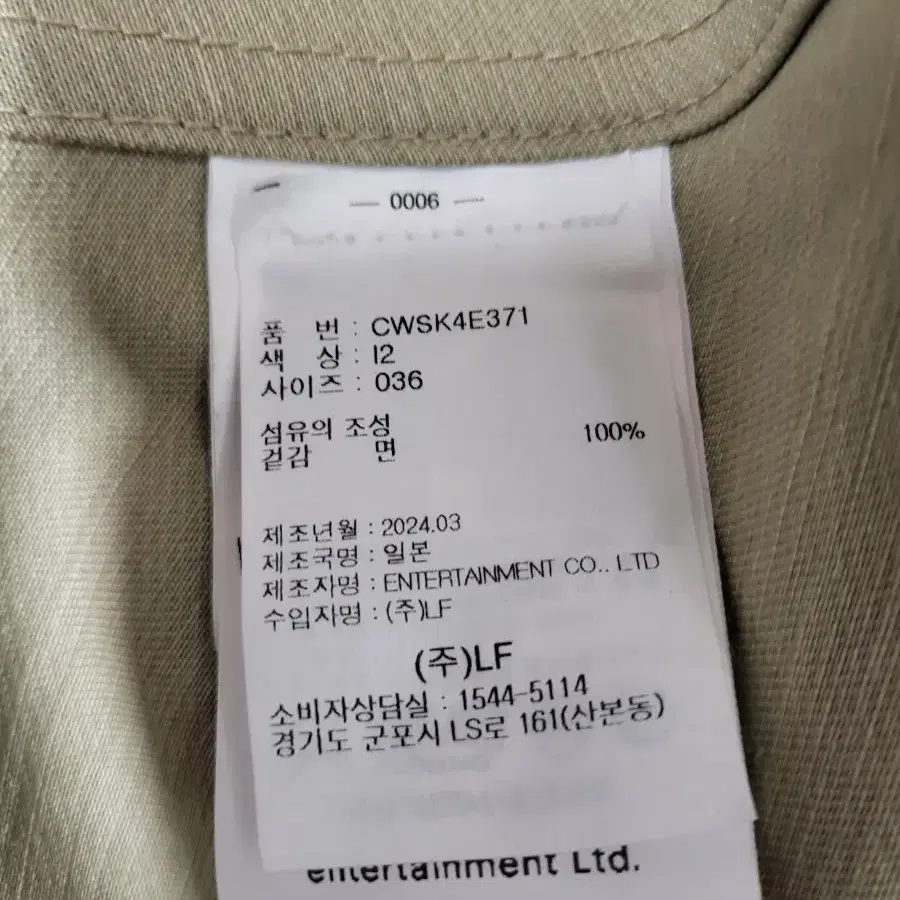 — 0006 —
품 번 : CWSK4E371
색 상 : I2
사이즈 : 036
섬유의 조성
겉감 면 100%
제조년월 : 2024.03
제조국명 : 일본
제조자명 : ENTERTAINMENT CO.. LTD
수입자명 : (주)LF
(주)LF
소비자상담실 : 1544-5114
경기도 군포시 LS로 161(산본동)
entertainment Ltd.